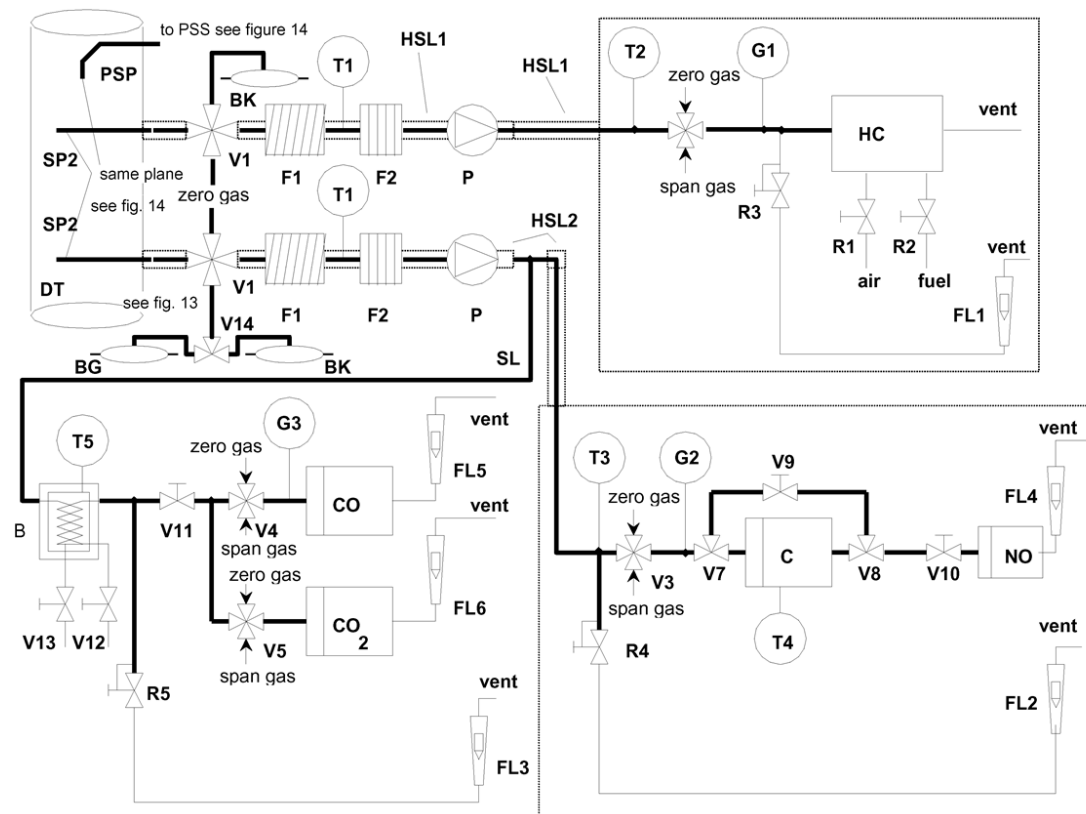 to PSS see figure 14
PSP
BK
T1
HSL1
HSL1
T2
G1
zero gas
vent
SP2
same plane
V1
F1
F2
P
HC
span gas
zero gas
T1
R3
see fig. 14
SP2
HSL2
R1
R2
vent
DT
see fig. 13
V1
F1
F2
P
air
fuel
FL1
V14
BG
BK
SL
T5
zero gas
G3
vent
FL5
vent
T3
G2
V9
vent
FL4
zero gas
B
V11
V4
CO
span gas
zero gas
FL6
V3
V7
C
V8
V10
NO
span gas
V13
V12
V5
CO
2
span gas
R4
T4
vent
FL2
R5
vent
FL3